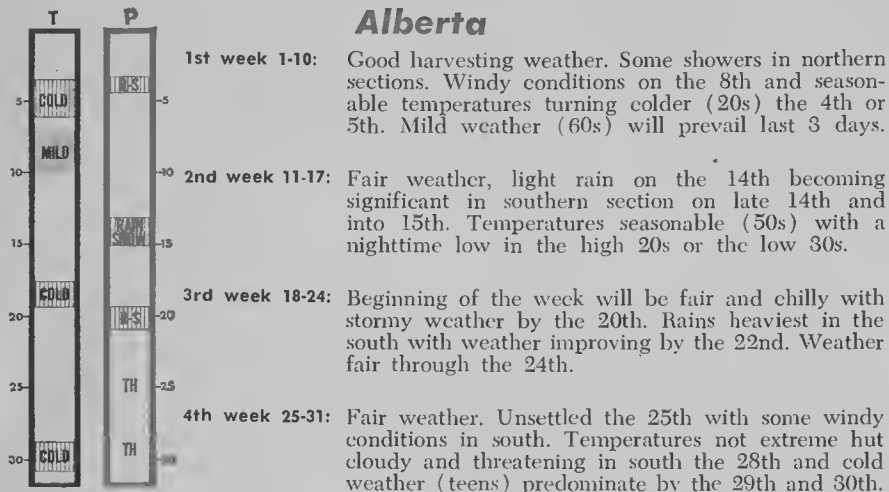 T P
Alberta
1st week 1-10: Good harvesting weather. Some showers in northern
sections. Windy conditions on the 8th and season-
able temperatures turning colder (20s) the 4th or
5th. Mild weather (60s) will prevail last 3 days.
2nd week 11-17: Fair weather, light rain on the 14th becoming
significant in southern section on late 14th and
into 15th. Temperatures seasonable (50s) with a
nighttime low in the high 20s or the low 30s.
3rd week 18-24: Beginning of the week will be fair and chilly with
stormy weather by the 20th. Rains heaviest in the
south with weather improving by the 22nd. Weather
fair through the 24th.
4th week 25-31: Fair weather. Unsettled the 25th with some windy
conditions in south. Temperatures not extreme hut
cloudy and threatening in south the 28th and cold
weather (teens) predominate by the 29th and 30th.
R-S
5 COLD 5
MILD
10 10
RAIN
15 SNOW 15
COLD
20 R-S 20
25 TH 25
30 COLD TH 30